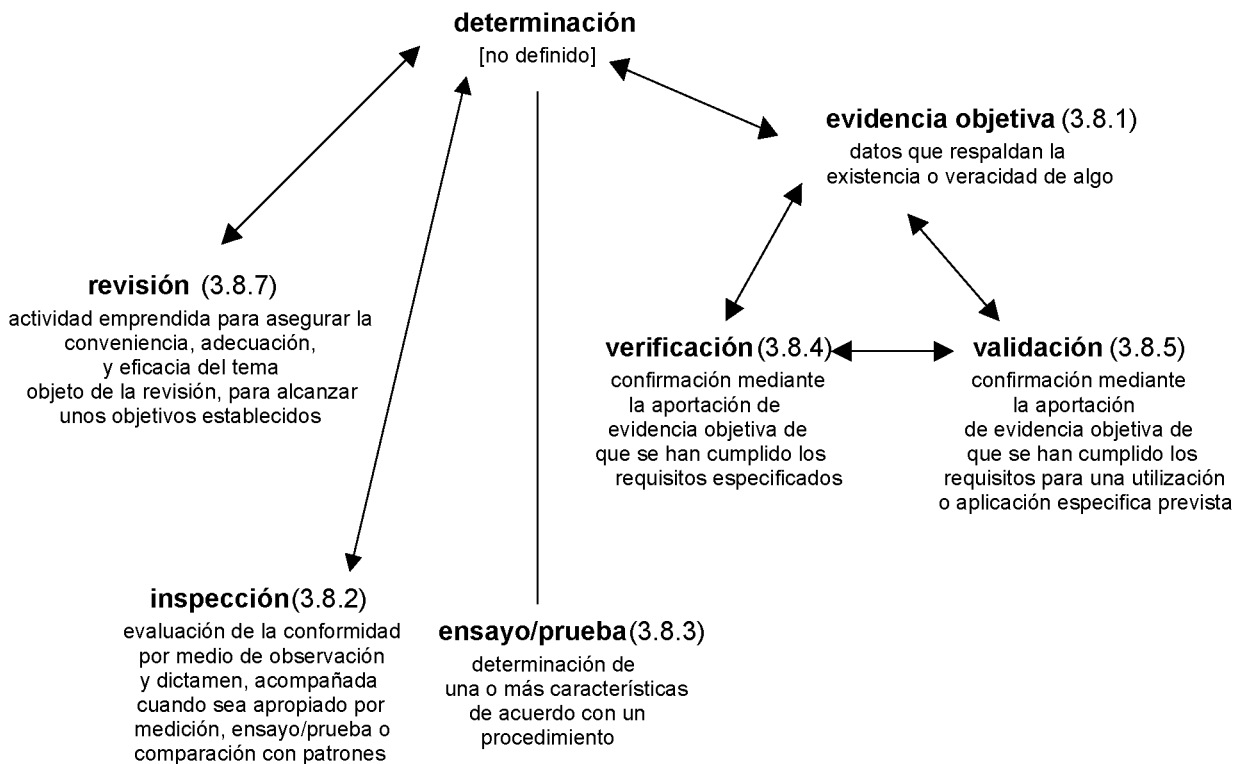 determinación
[no definido]
evidencia objetiva (3.8.1)
datos que respaldan la
existencia o veracidad de algo
revisión (3.8.7)
actividad emprendida para asegurar la
conveniencia, adecuación,
y eficacia del tema
objeto de la revisión, para alcanzar
unos objetivos establecidos
verificación (3.8.4)
confirmación mediante
la aportación de
evidencia objetiva de
que se han cumplido los
requisitos especificados
validación (3.8.5)
confirmación mediante
la aportación
de evidencia objetiva de
que se han cumplido los
requisitos para una utilización
o aplicación especifica prevista
inspección(3.8.2)
evaluación de la conformidad
por medio de observación
y dictamen, acompañada
cuando sea apropiado por
medición, ensayo/prueba o
comparación con patrones
ensayo/prueba(3.8.3)
determinación de
una o más características
de acuerdo con un
procedimiento